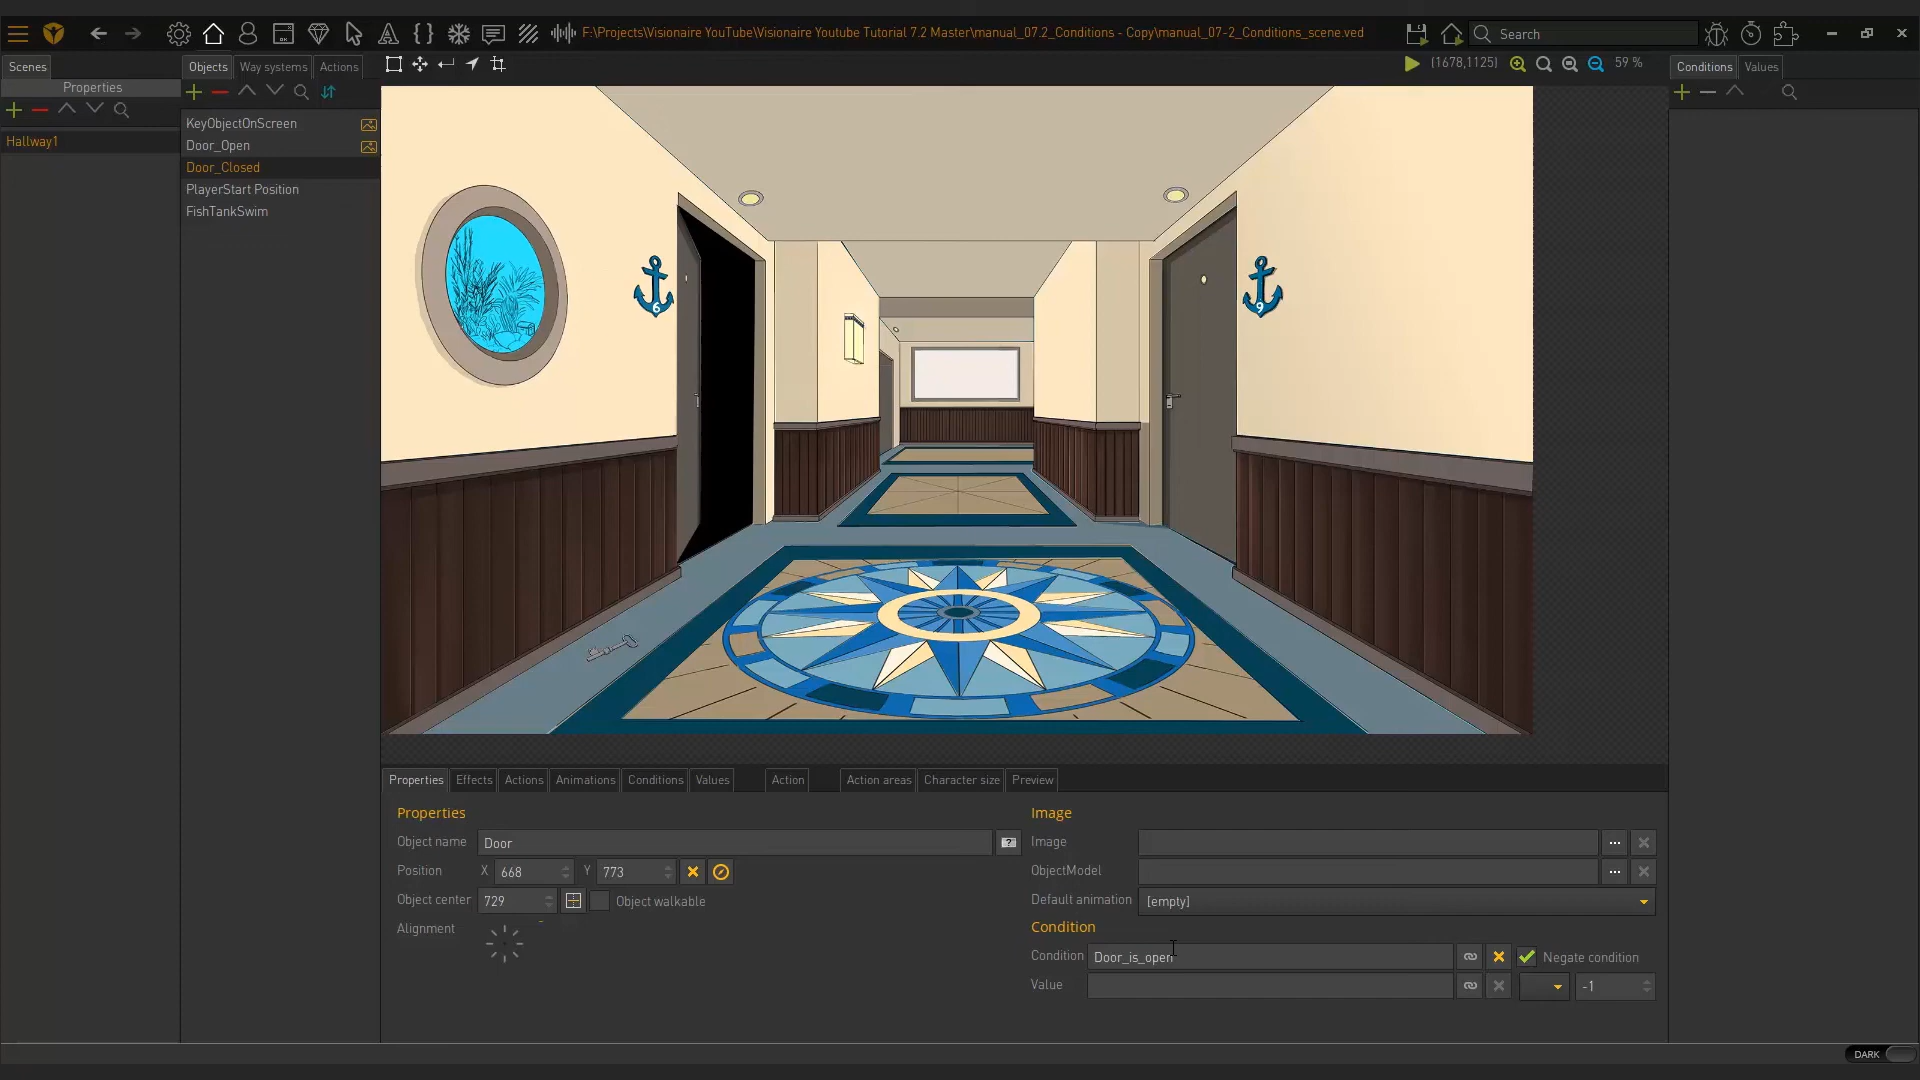 F:\Projects\Visionaire YouTube\Visionaire Youtube Tutorial 7.2 Master\manual_07.2_Conditions - Copy\manual_07-2_Conditions_scene.ved
Search
Scenes
Objects Way systems Actions
(1678,1125) 59 %
Conditions Values
Properties
KeyObjectOnScreen
Door_Open
Hallway1
Door_Closed
PlayerStart Position
FishTankSwim
6
9
Properties Effects Actions Animations Conditions Values Action Action areas Character size Preview
Properties
Object name Door
Position X 668 Y 773
Object center 729 Object walkable
Alignment
Image
Image ...
ObjectModel ...
Default animation [empty]
Condition
Condition Door_is_open Negate condition
Value -1
DARK